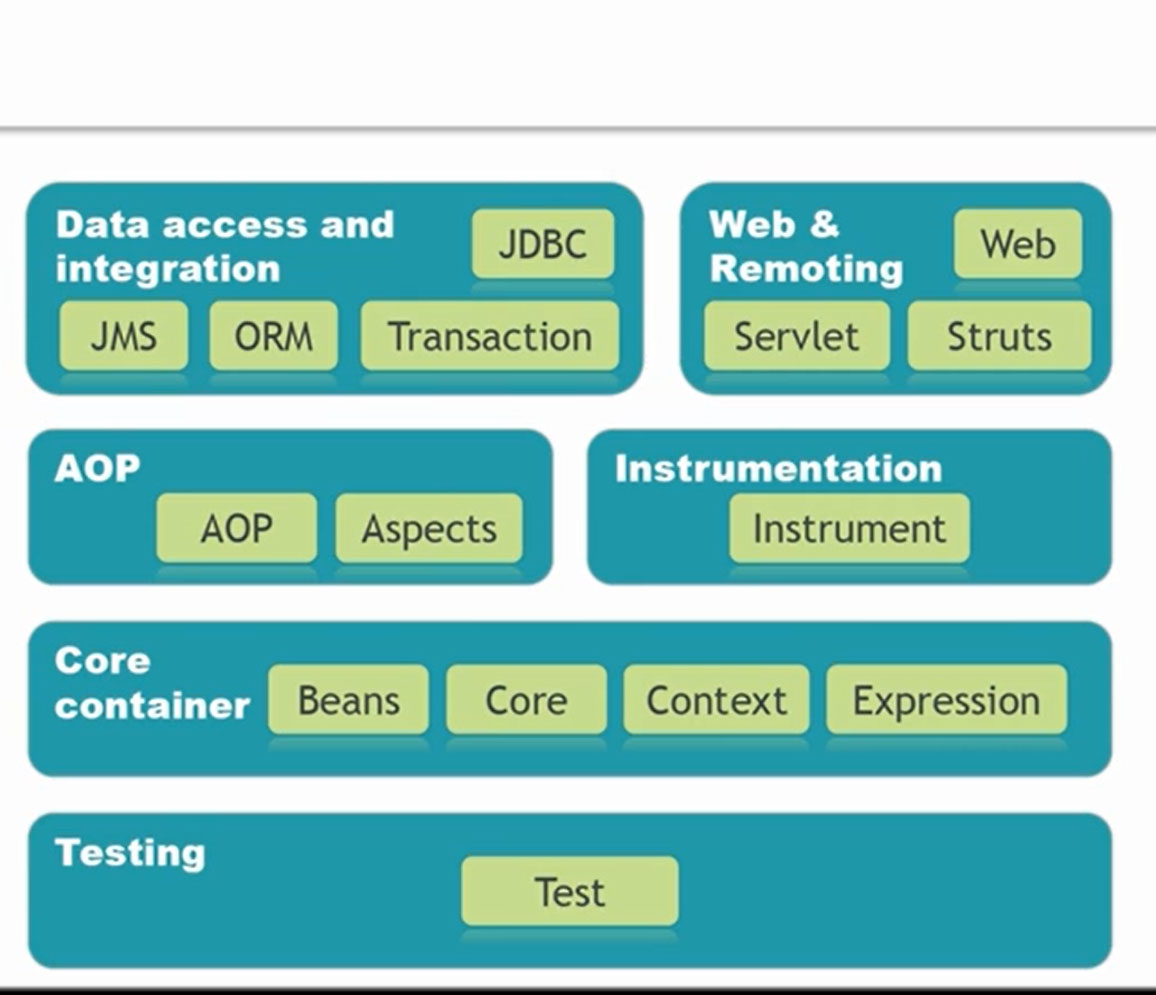 Data access and
integration
JDBC
JMS ORM Transaction
Web &
Remoting
Web
Servlet Struts
AOP
AOP Aspects
Instrumentation
Instrument
Core
container
Beans Core Context Expression
Testing
Test